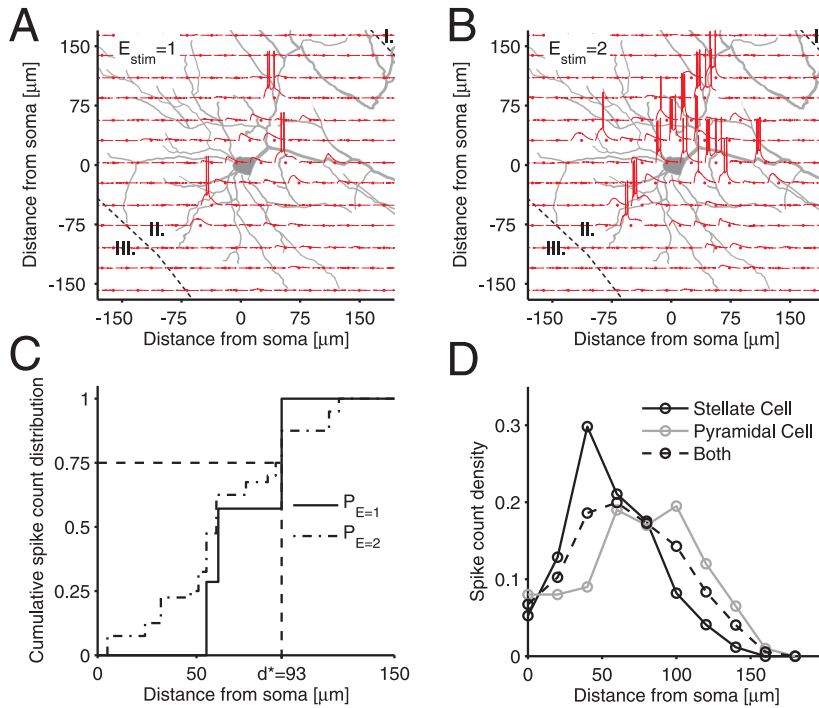 A
B
E_stim=1
I.
E_stim=2
I
150
75
0
-75
-150
Distance from soma [µm]
II.
III.
-150 -75 0 75 150
Distance from soma [µm]
150
75
0
-75
-150
Distance from soma [µm]
II.
III.
-150 -75 0 75 150
Distance from soma [µm]
C
1
0.75
0.5
0.25
0
Cumulative spike count distribution
P_E=1
P_E=2
0 50 150
d*=93
Distance from soma [µm]
D
Stellate Cell
Pyramidal Cell
Both
0.3
0.2
0.1
0
Spike count density
0 50 100 150
Distance from soma [µm]